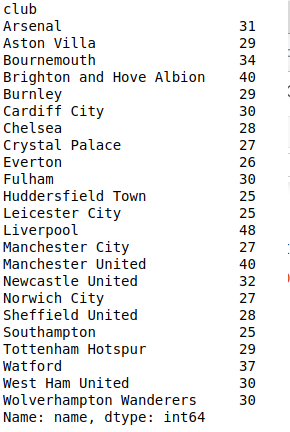 club
Arsenal 31
Aston Villa 29
Bournemouth 34
Brighton and Hove Albion 40
Burnley 29
Cardiff City 30
Chelsea 28
Crystal Palace 27
Everton 26
Fulham 30
Huddersfield Town 25
Leicester City 25
Liverpool 48
Manchester City 27
Manchester United 40
Newcastle United 32
Norwich City 27
Sheffield United 28
Southampton 25
Tottenham Hotspur 29
Watford 37
West Ham United 30
Wolverhampton Wanderers 30
Name: name, dtype: int64